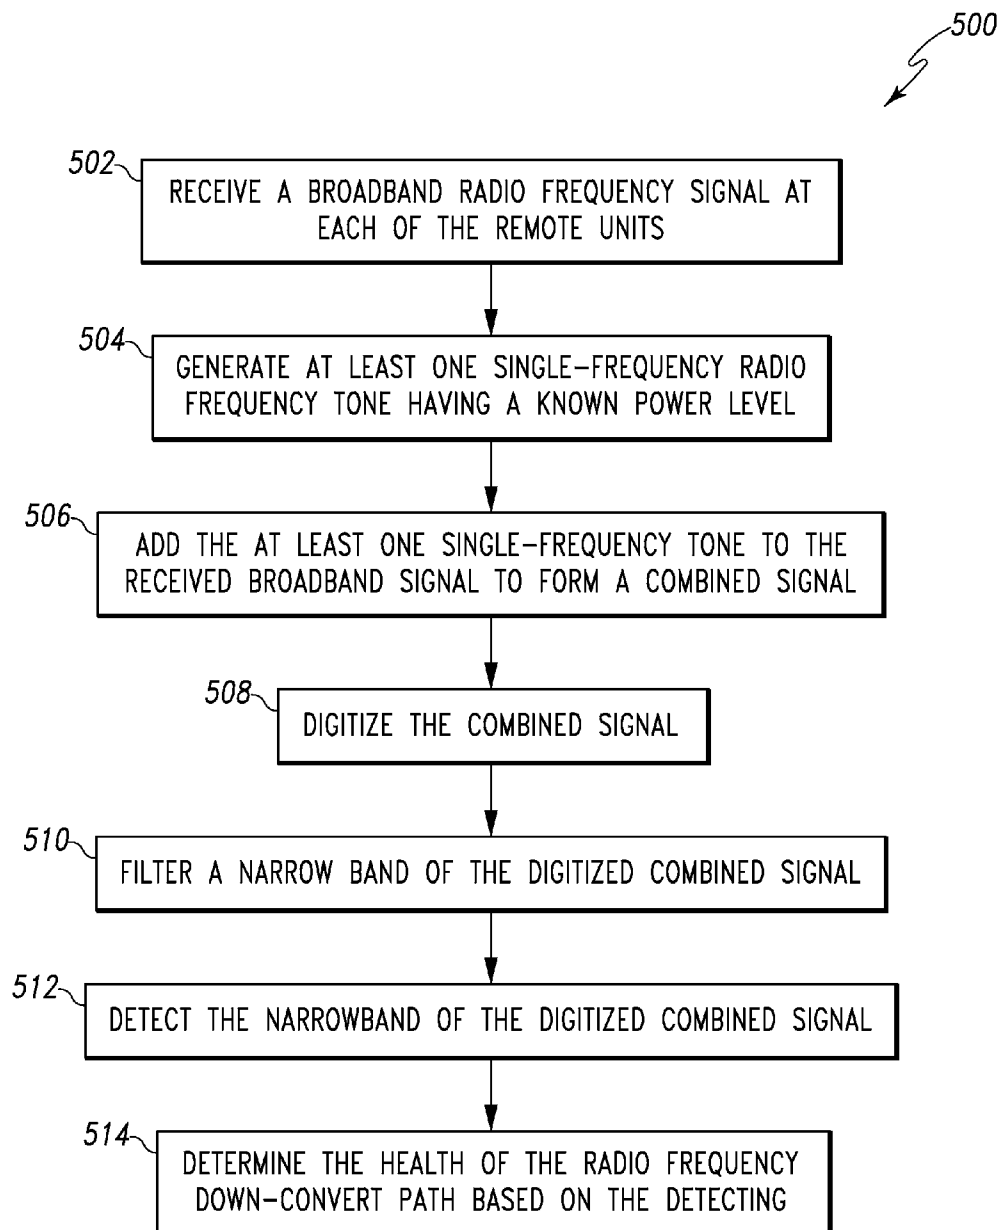 500
502
RECEIVE A BROADBAND RADIO FREQUENCY SIGNAL AT
EACH OF THE REMOTE UNITS
504
GENERATE AT LEAST ONE SINGLE-FREQUENCY RADIO
FREQUENCY TONE HAVING A KNOWN POWER LEVEL
506
ADD THE AT LEAST ONE SINGLE-FREQUENCY TONE TO THE
RECEIVED BROADBAND SIGNAL TO FORM A COMBINED SIGNAL
508
DIGITIZE THE COMBINED SIGNAL
510
FILTER A NARROW BAND OF THE DIGITIZED COMBINED SIGNAL
512
DETECT THE NARROWBAND OF THE DIGITIZED COMBINED SIGNAL
514
DETERMINE THE HEALTH OF THE RADIO FREQUENCY
DOWN-CONVERT PATH BASED ON THE DETECTING